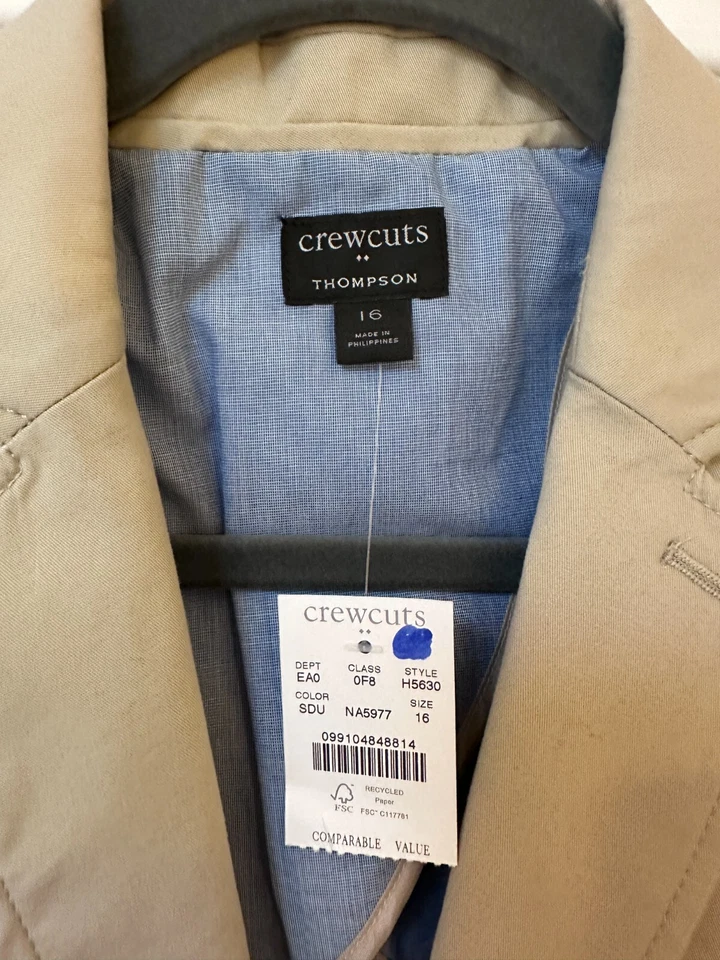 crewcuts
THOMPSON
16
MADE IN
PHILIPPINES
crewcuts
DEPT CLASS STYLE
EA0 0F8 H5630
COLOR SIZE
SDU NA5977 16
099104848814
RECYCLED
Paper
FSC FSC™ C117781
COMPARABLE VALUE